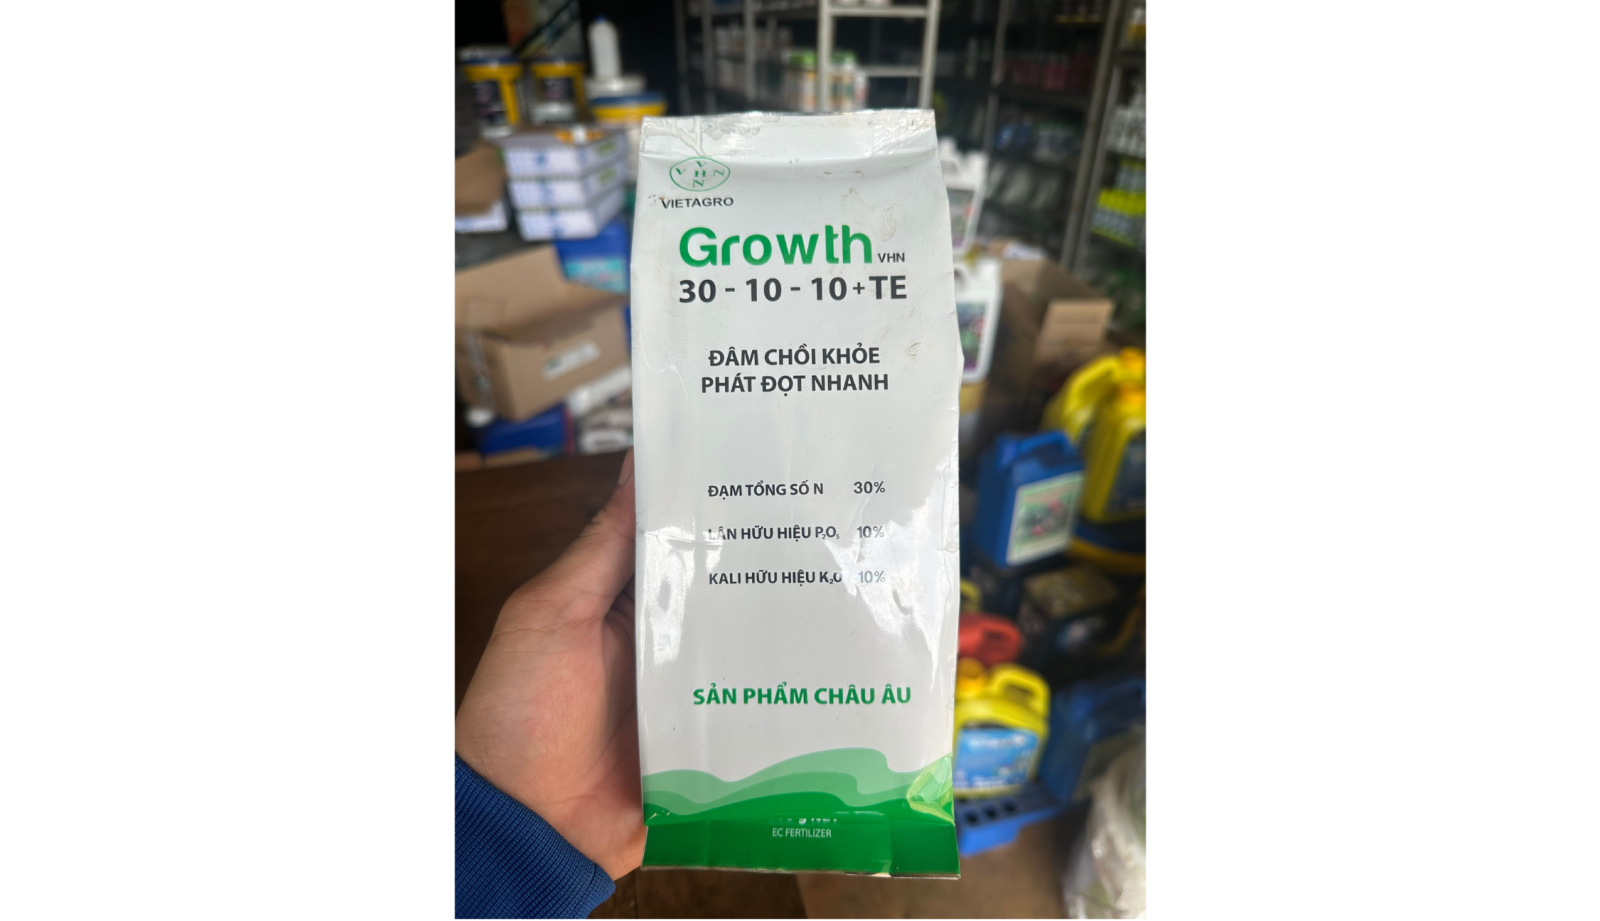 VHN
VIETAGRO
Growth VHN
30 - 10 - 10 + TE
ĐÂM CHỒI KHỎE
PHÁT ĐỌT NHANH
ĐẠM TỔNG SỐ N 30%
LÂN HỮU HIỆU P₂O₅ 10%
KALI HỮU HIỆU K₂O 10%
SẢN PHẨM CHÂU ÂU
EC FERTILIZER